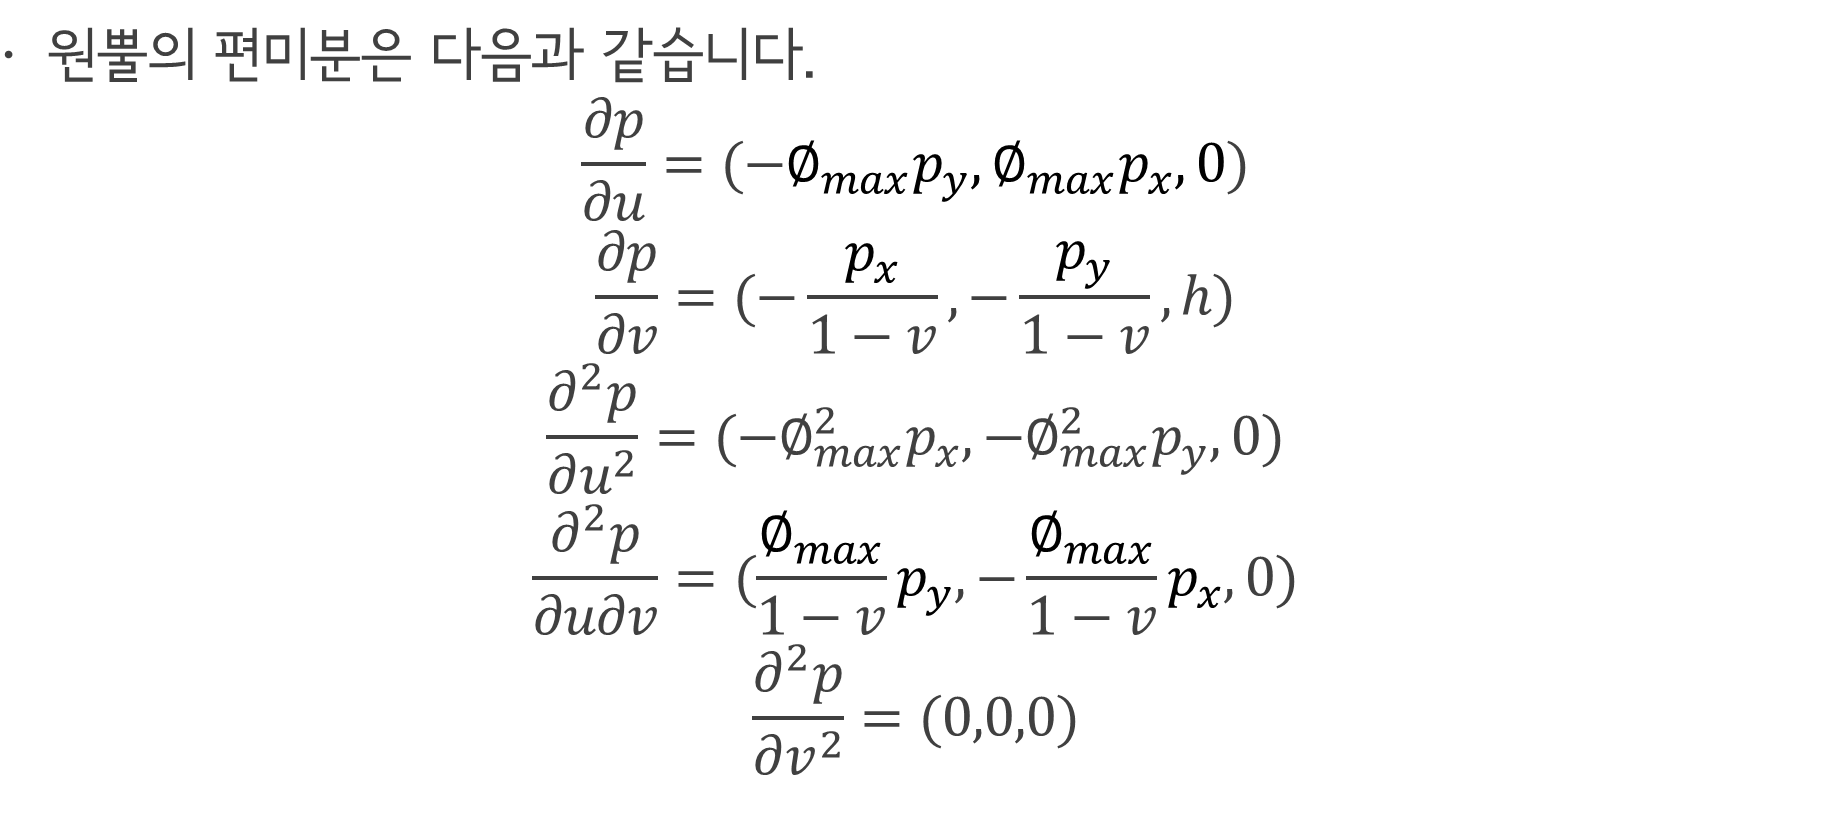 · 원뿔의 편미분은 다음과 같습니다.
∂p/∂u = (−∅_max p_y, ∅_max p_x, 0)
∂p/∂v = (−p_x/(1 − v), −p_y/(1 − v), h)
∂²p/∂u² = (−∅²_max p_x, −∅²_max p_y, 0)
∂²p/∂u∂v = (∅_max/(1 − v) p_y, −∅_max/(1 − v) p_x, 0)
∂²p/∂v² = (0,0,0)